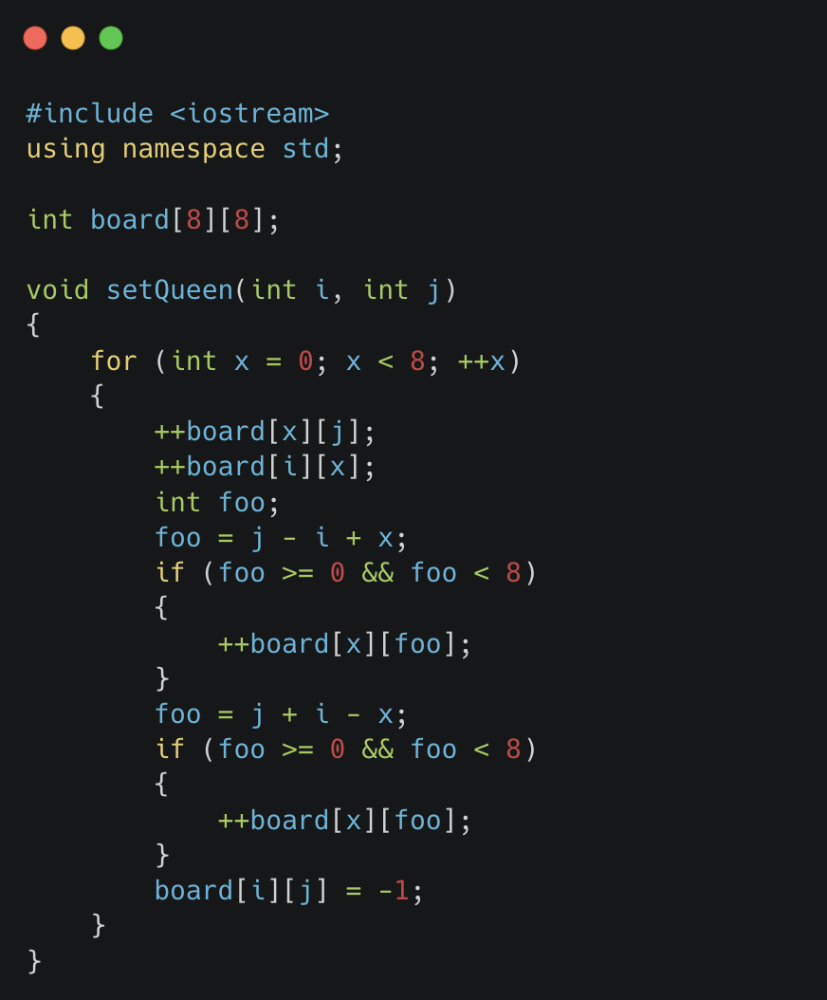 #include <iostream>
using namespace std;

int board[8][8];

void setQueen(int i, int j)
{
    for (int x = 0; x < 8; ++x)
    {
        ++board[x][j];
        ++board[i][x];
        int foo;
        foo = j - i + x;
        if (foo >= 0 && foo < 8)
        {
            ++board[x][foo];
        }
        foo = j + i - x;
        if (foo >= 0 && foo < 8)
        {
            ++board[x][foo];
        }
        board[i][j] = -1;
    }
}